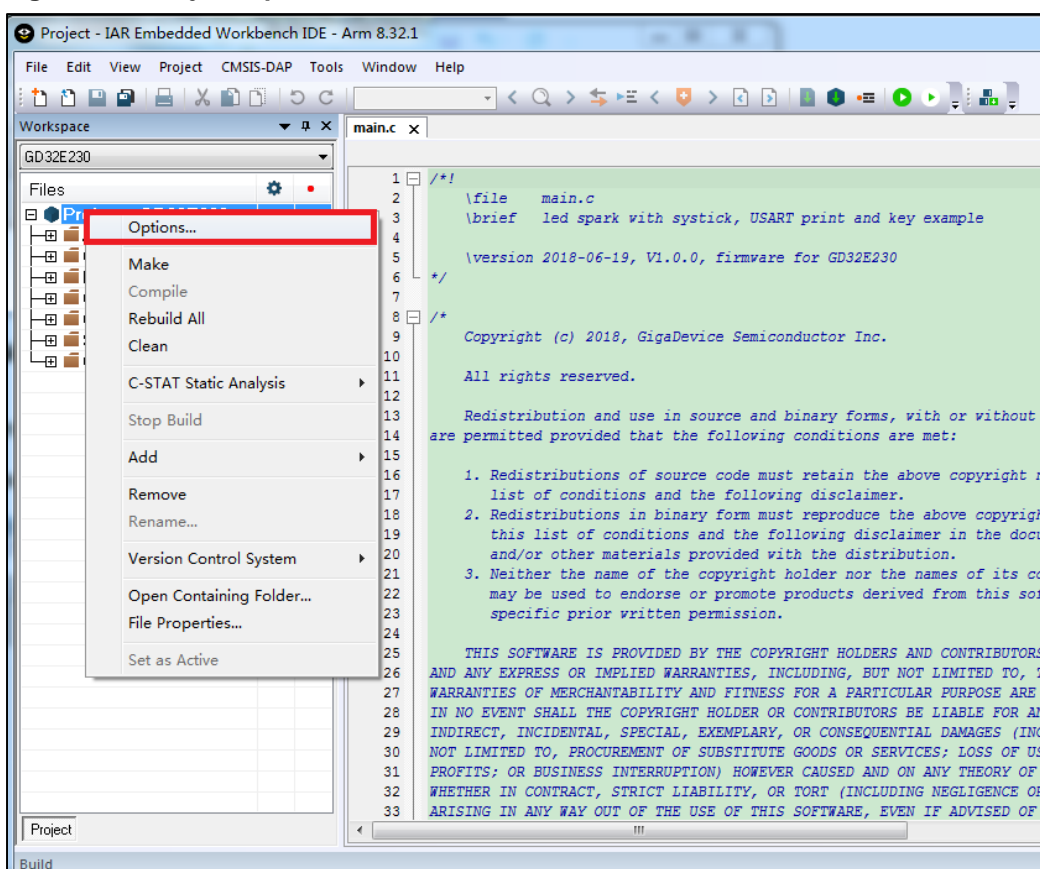 Project - IAR Embedded Workbench IDE - Arm 8.32.1
File Edit View Project CMSIS-DAP Tools Window Help
Workspace
main.c
GD32E230
Files
Options...
Make
Compile
Rebuild All
Clean
C-STAT Static Analysis
Stop Build
Add
Remove
Rename...
Version Control System
Open Containing Folder...
File Properties...
Set as Active
Project
Build
1 /*!
2 \file main.c
3 \brief led spark with systick, USART print and key example
4
5 \version 2018-06-19, V1.0.0, firmware for GD32E230
6 */
7
8 /*
9 Copyright (c) 2018, GigaDevice Semiconductor Inc.
10
11 All rights reserved.
12
13 Redistribution and use in source and binary forms, with or without
14 are permitted provided that the following conditions are met:
15
16 1. Redistributions of source code must retain the above copyright
17 list of conditions and the following disclaimer.
18 2. Redistributions in binary form must reproduce the above copyrigh
19 this list of conditions and the following disclaimer in the docu
20 and/or other materials provided with the distribution.
21 3. Neither the name of the copyright holder nor the names of its co
22 may be used to endorse or promote products derived from this sof
23 specific prior written permission.
24
25 THIS SOFTWARE IS PROVIDED BY THE COPYRIGHT HOLDERS AND CONTRIBUTORS
26 AND ANY EXPRESS OR IMPLIED WARRANTIES, INCLUDING, BUT NOT LIMITED TO,
27 WARRANTIES OF MERCHANTABILITY AND FITNESS FOR A PARTICULAR PURPOSE ARE
28 IN NO EVENT SHALL THE COPYRIGHT HOLDER OR CONTRIBUTORS BE LIABLE FOR AN
29 INDIRECT, INCIDENTAL, SPECIAL, EXEMPLARY, OR CONSEQUENTIAL DAMAGES (INC
30 NOT LIMITED TO, PROCUREMENT OF SUBSTITUTE GOODS OR SERVICES; LOSS OF US
31 PROFITS; OR BUSINESS INTERRUPTION) HOWEVER CAUSED AND ON ANY THEORY OF
32 WHETHER IN CONTRACT, STRICT LIABILITY, OR TORT (INCLUDING NEGLIGENCE OR
33 ARISING IN ANY WAY OUT OF THE USE OF THIS SOFTWARE, EVEN IF ADVISED OF